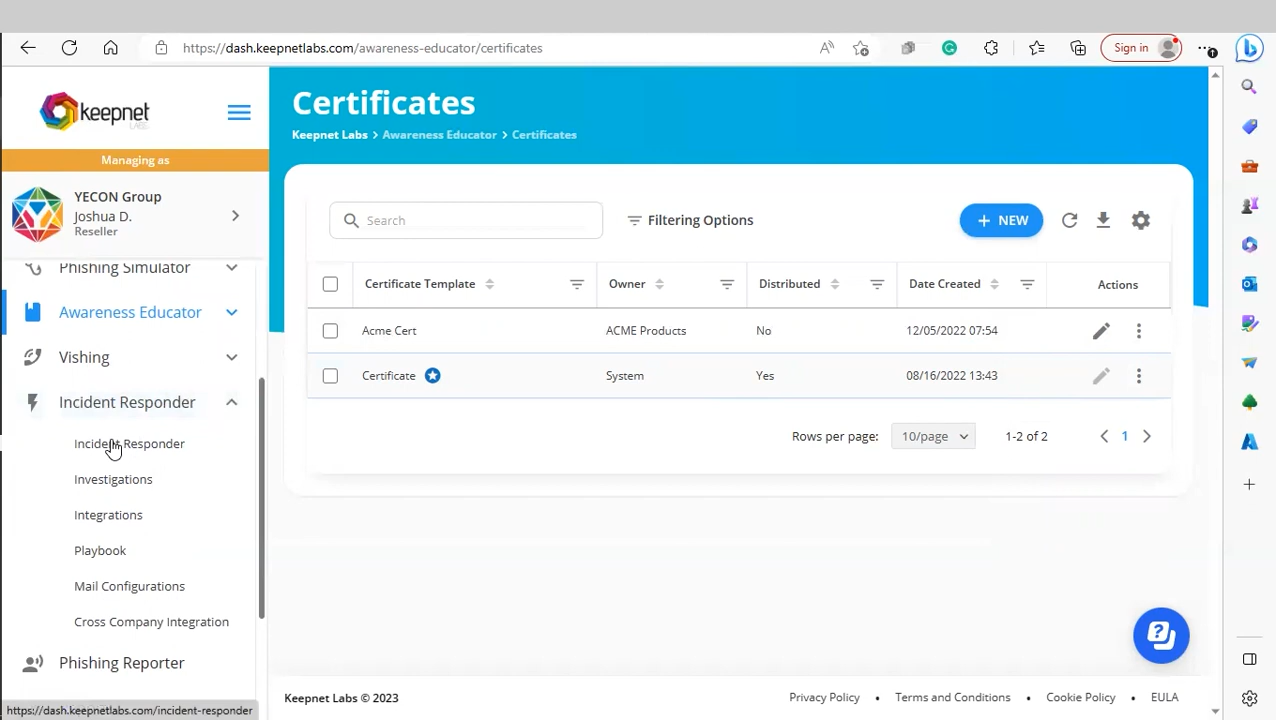 https://dash.keepnetlabs.com/awareness-educator/certificates
A
Sign in
keepnet
LABS
Managing as
YECON Group
Joshua D.
Reseller
Phishing Simulator
Awareness Educator
Vishing
Incident Responder
Incident Responder
Investigations
Integrations
Playbook
Mail Configurations
Cross Company Integration
Phishing Reporter
https://dash.keepnetlabs.com/incident-responder
Certificates
Keepnet Labs > Awareness Educator > Certificates
Search
Filtering Options
+ NEW
Certificate Template Owner Distributed Date Created Actions
Acme Cert ACME Products No 12/05/2022 07:54
Certificate System Yes 08/16/2022 13:43
Rows per page: 10/page 1-2 of 2 < 1 >
Keepnet Labs © 2023
Privacy Policy • Terms and Conditions • Cookie Policy • EULA